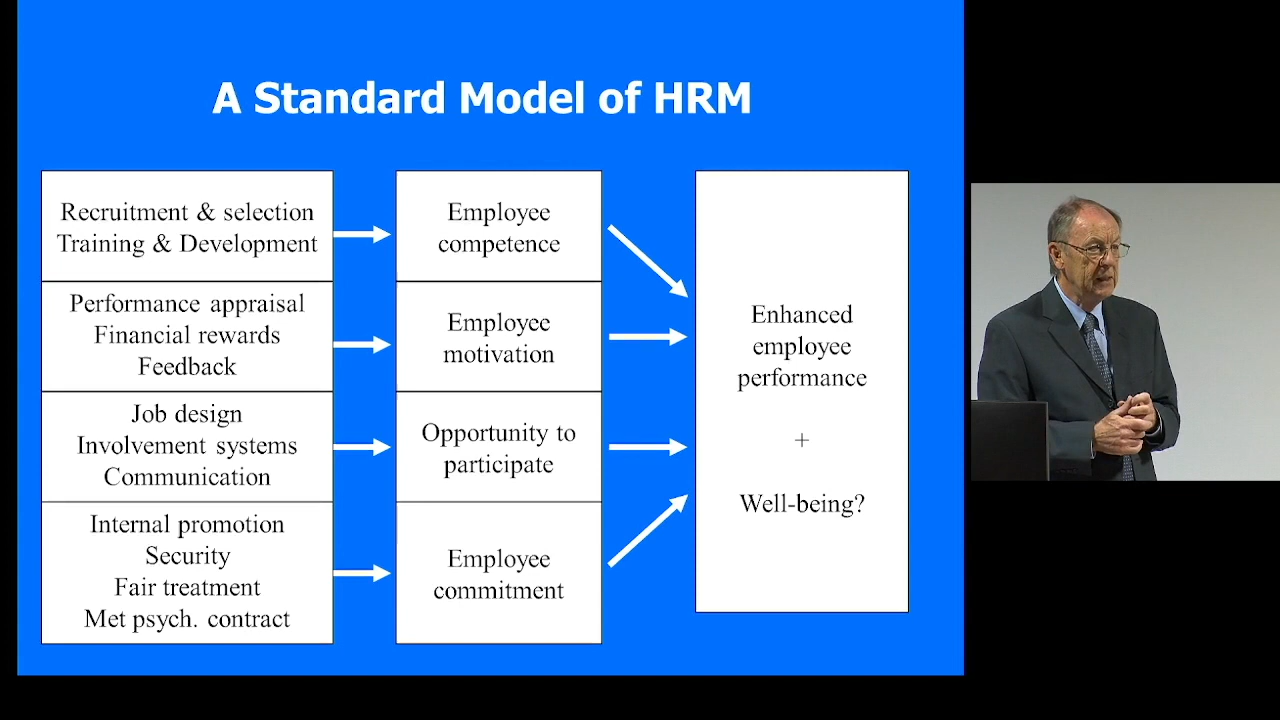 A Standard Model of HRM
Recruitment & selection
Training & Development
Performance appraisal
Financial rewards
Feedback
Job design
Involvement systems
Communication
Internal promotion
Security
Fair treatment
Met psych. contract
Employee
competence
Employee
motivation
Opportunity to
participate
Employee
commitment
Enhanced
employee
performance
+
Well-being?